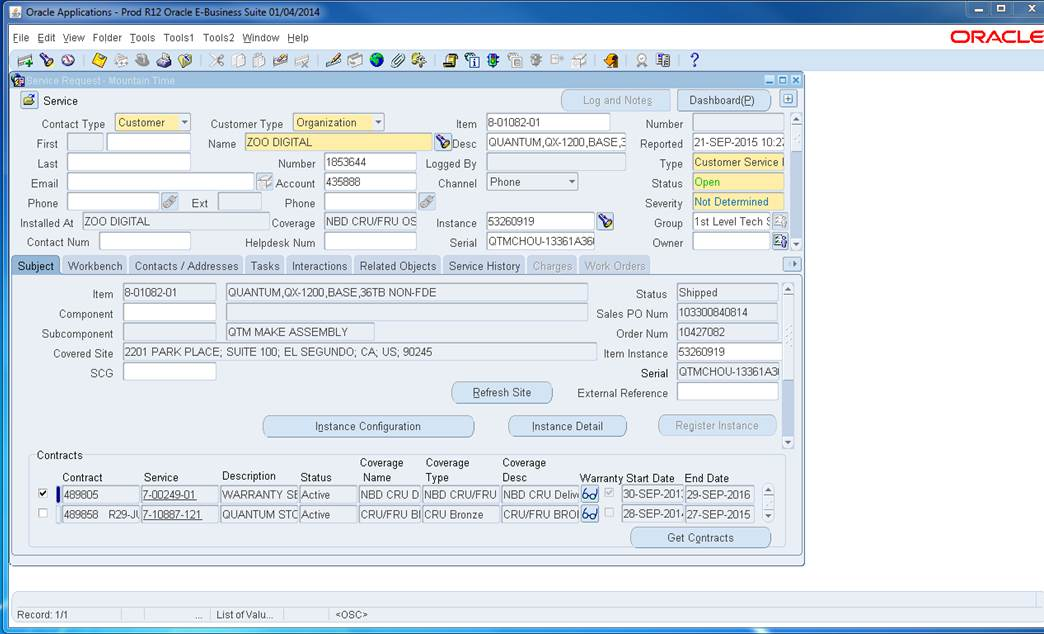 Oracle Applications - Prod R12 Oracle E-Business Suite 01/04/2014
File Edit View Folder Tools Tools1 Tools2 Window Help
ORACLE
Service Request - Mountain Time
Service Log and Notes Dashboard(P)
Contact Type Customer Customer Type Organization Item 8-01082-01 Number
First Name ZOO DIGITAL Desc QUANTUM,QX-1200,BASE,3 Reported 21-SEP-2015 10:2
Last Number 1853644 Logged By Type Customer Service
Email Account 435888 Channel Phone Status Open
Phone Ext Phone Severity Not Determined
Installed At ZOO DIGITAL Coverage NBD CRU/FRU OS Instance 53260919 Group 1st Level Tech S
Contact Num Helpdesk Num Serial QTMCHOU-13361A36 Owner
Subject Workbench Contacts / Addresses Tasks Interactions Related Objects Service History Charges Work Orders
Item 8-01082-01 QUANTUM,QX-1200,BASE,36TB NON-FDE Status Shipped
Component Sales PO Num 103300840814
Subcomponent QTM MAKE ASSEMBLY Order Num 10427082
Covered Site 2201 PARK PLACE; SUITE 100; EL SEGUNDO; CA; US; 90245 Item Instance 53260919
SCG Serial QTMCHOU-13361A3
Refresh Site External Reference
Instance Configuration Instance Detail Register Instance
Contracts
Contract Service Description Status Coverage Name Coverage Type Coverage Desc Warranty Start Date End Date
489805 7-00249-01 WARRANTY SE Active NBD CRU D NBD CRU/FRU NBD CRU Deliv 30-SEP-201 29-SEP-2016
489858 R29-JU 7-10887-121 QUANTUM STO Active CRU/FRU B CRU Bronze CRU/FRU BRO 28-SEP-201 27-SEP-2015
Get Contracts
Record: 1/1 ... List of Valu... <OSC>